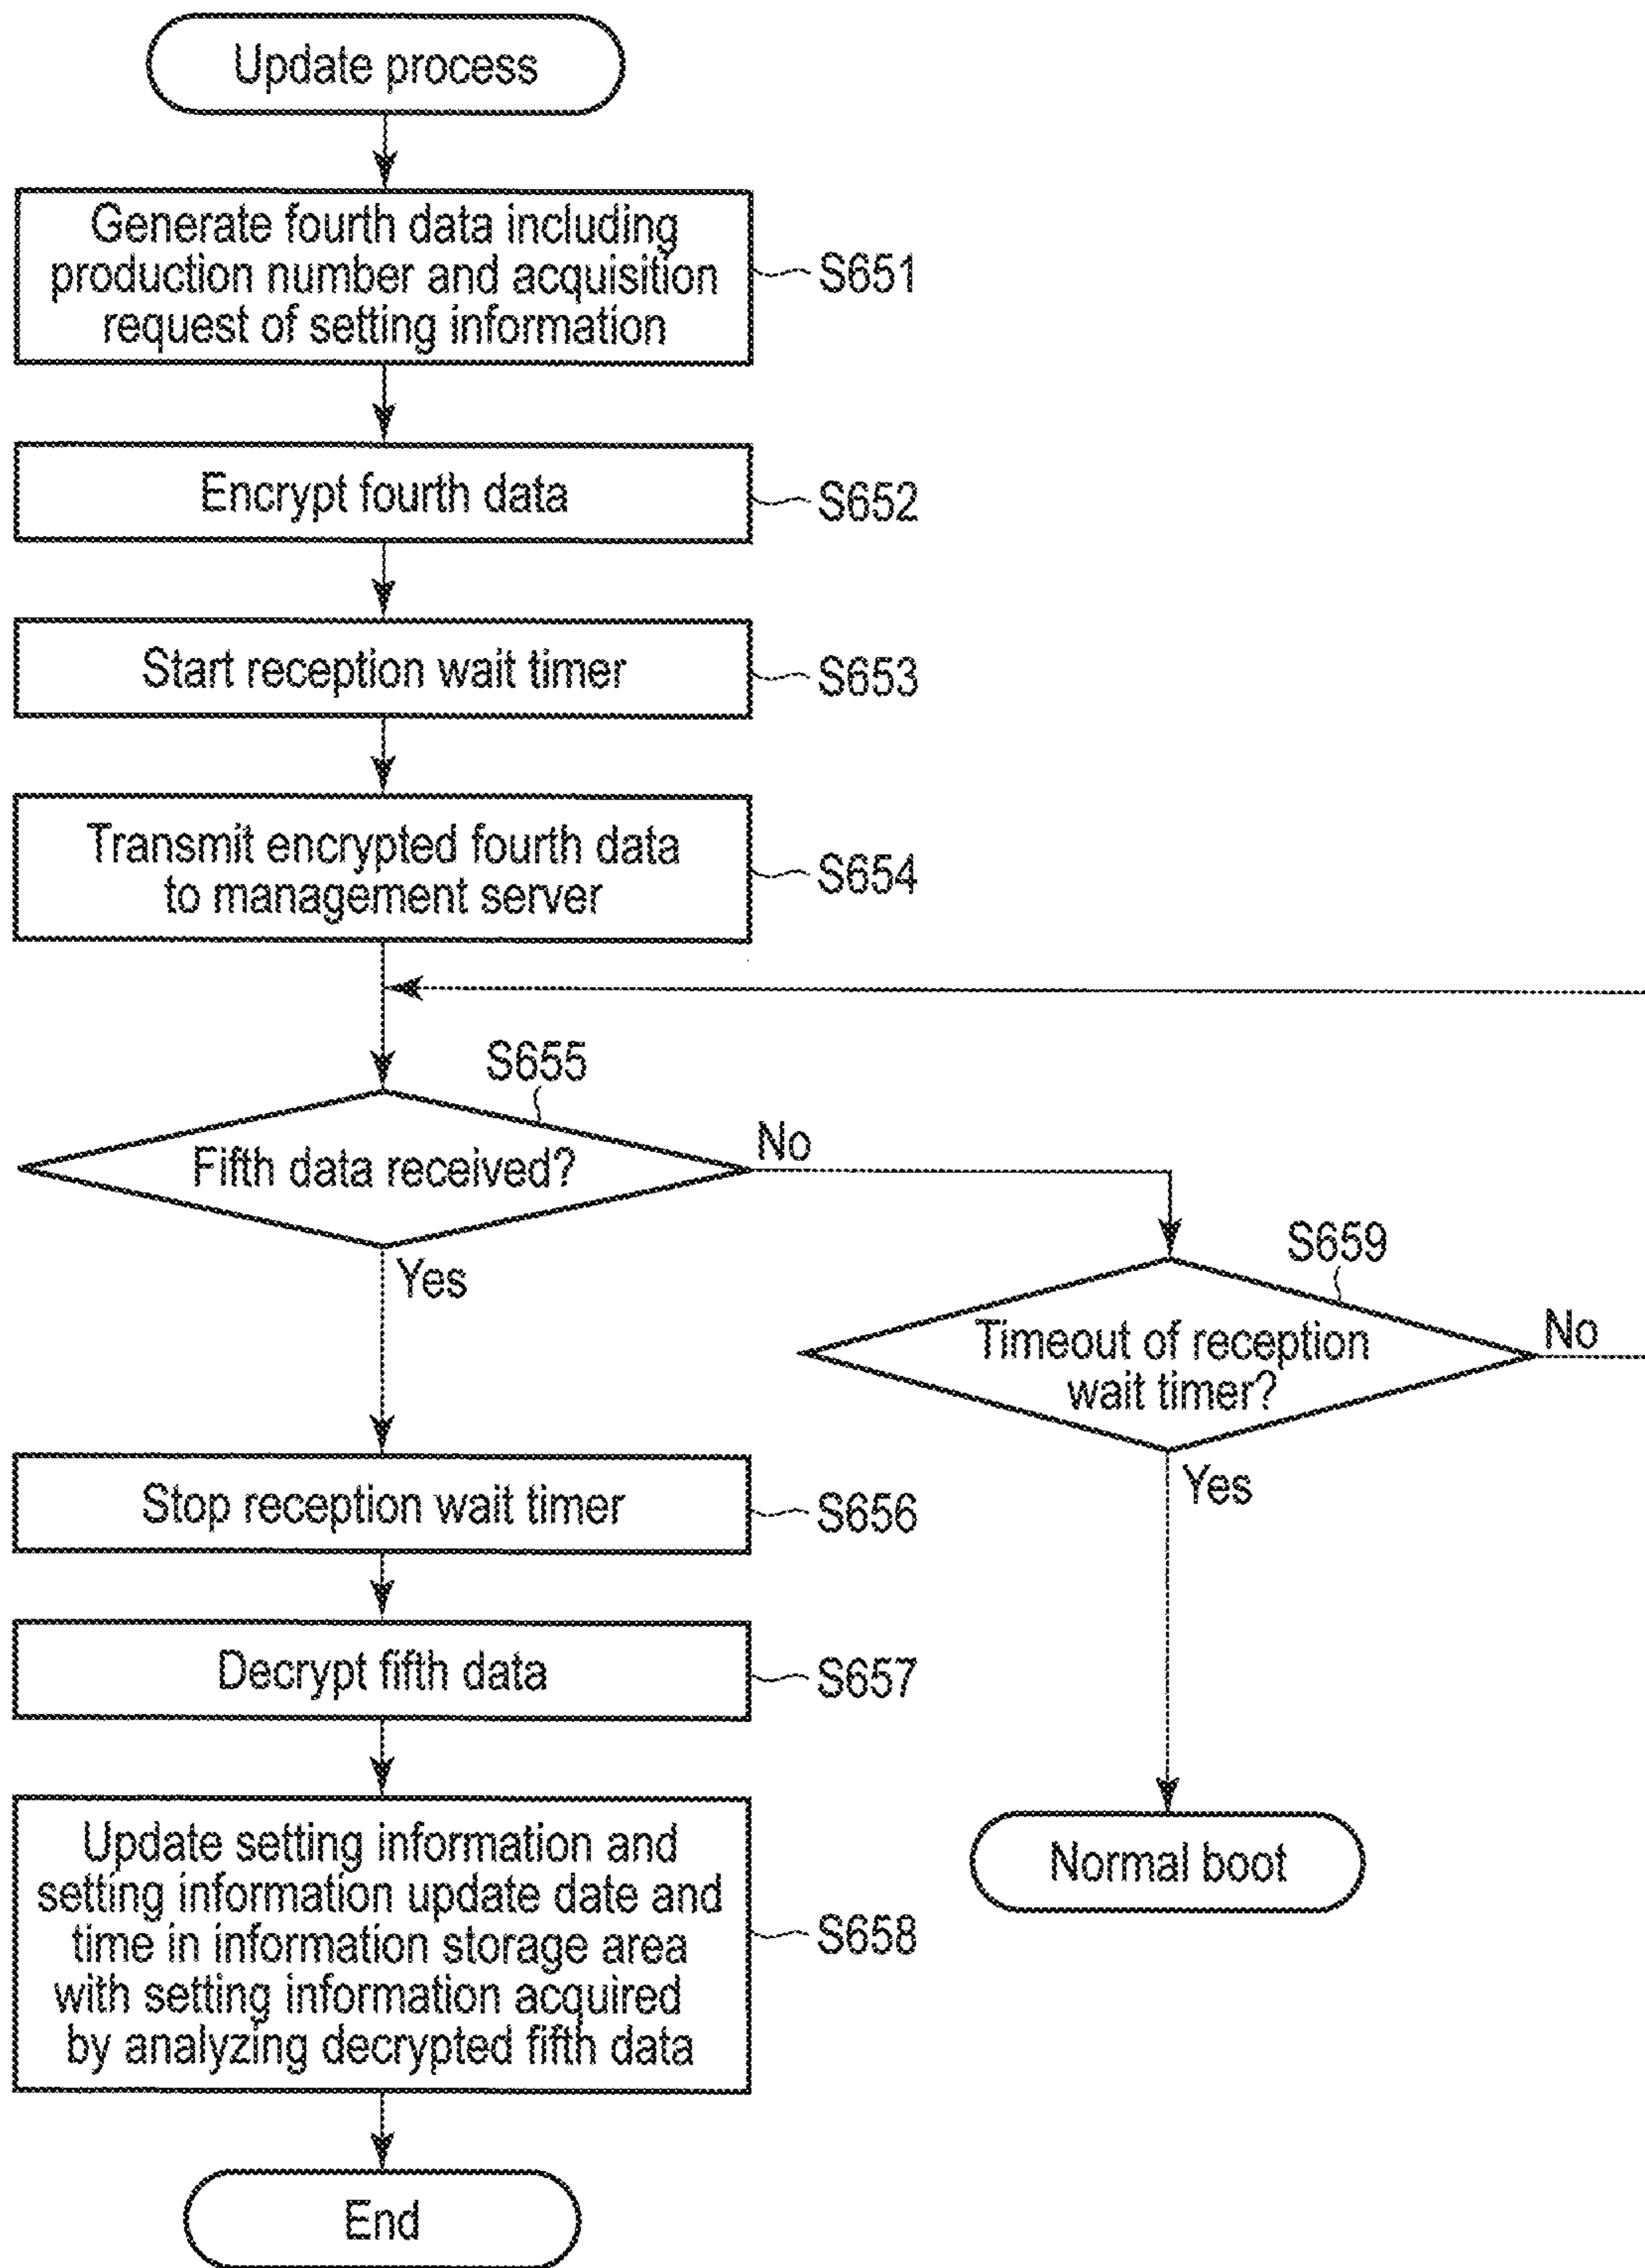 Update process
Generate fourth data including
production number and acquisition
request of setting information
S651
Encrypt fourth data
S652
Start reception wait timer
S653
Transmit encrypted fourth data
to management server
S654
S655
Fifth data received?
No
Yes
S659
Timeout of reception
wait timer?
No
Yes
Stop reception wait timer
S656
Decrypt fifth data
S657
Update setting information and
setting information update date and
time in information storage area
with setting information acquired
by analyzing decrypted fifth data
S658
Normal boot
End